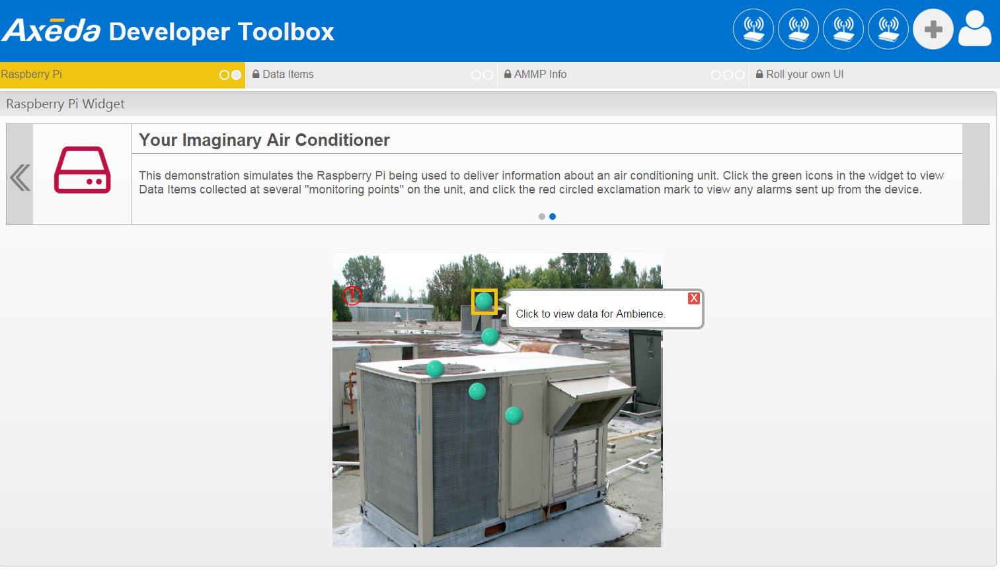 Axēda Developer Toolbox
Raspberry Pi
Data Items
AMMP Info
Roll your own UI
Raspberry Pi Widget
Your Imaginary Air Conditioner
This demonstration simulates the Raspberry Pi being used to deliver information about an air conditioning unit. Click the green icons in the widget to view
Data Items collected at several "monitoring points" on the unit, and click the red circled exclamation mark to view any alarms sent up from the device.
!
X
Click to view data for Ambience.